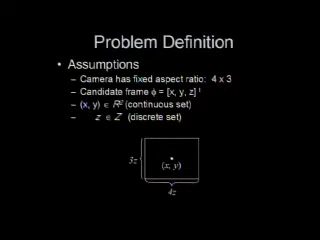 Problem Definition
• Assumptions
– Camera has fixed aspect ratio: 4 x 3
– Candidate frame ϕ = [x, y, z] ᵗ
– (x, y) ∈ R² (continuous set)
– z ∈ Z (discrete set)
3z
(x, y)
4z